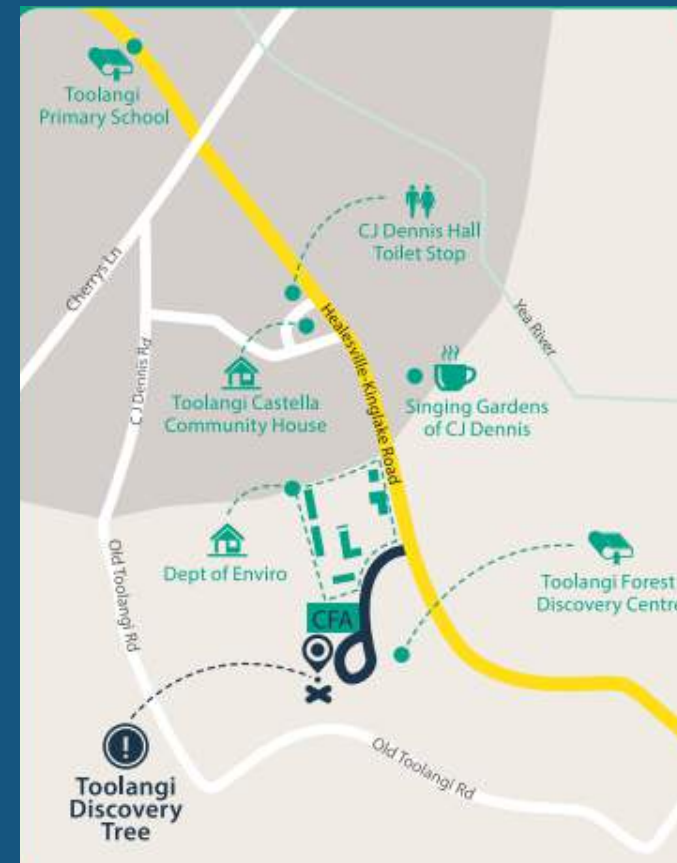 Toolangi
Primary School
CJ Dennis Hall
Toilet Stop
Cherrys Ln
Yea River
CJ Dennis Rd
Healesville-Kinglake Road
Toolangi Castella
Community House
Singing Gardens
of CJ Dennis
Dept of Enviro
Old Toolangi Rd
Toolangi Forest
Discovery Centre
CFA
Toolangi
Discovery
Tree
Old Toolangi Rd